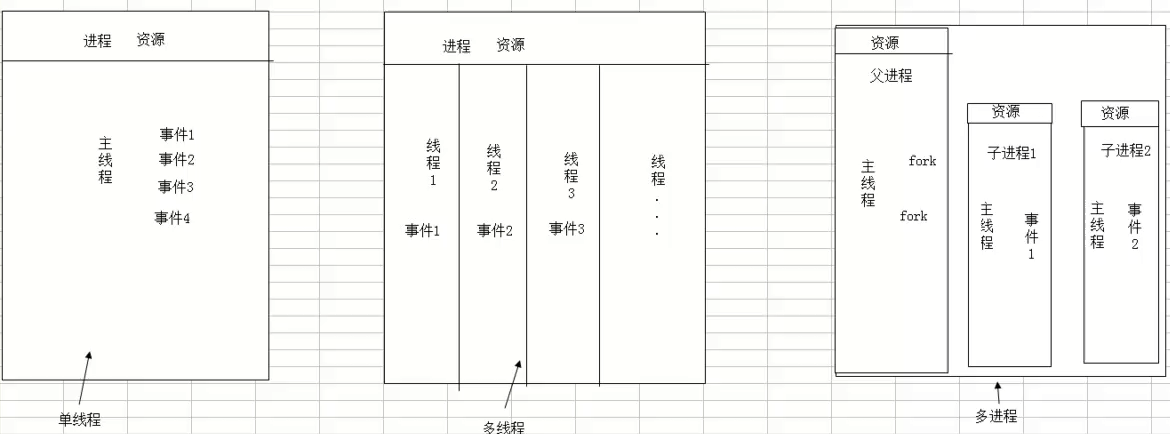 进程 资源
主线程
事件1
事件2
事件3
事件4
单线程
进程 资源
线程1
线程2
线程3
线程...
事件1
事件2
事件3
多线程
资源
父进程
主线程
fork
fork
资源
子进程1
主线程
事件1
资源
子进程2
主线程
事件2
多进程